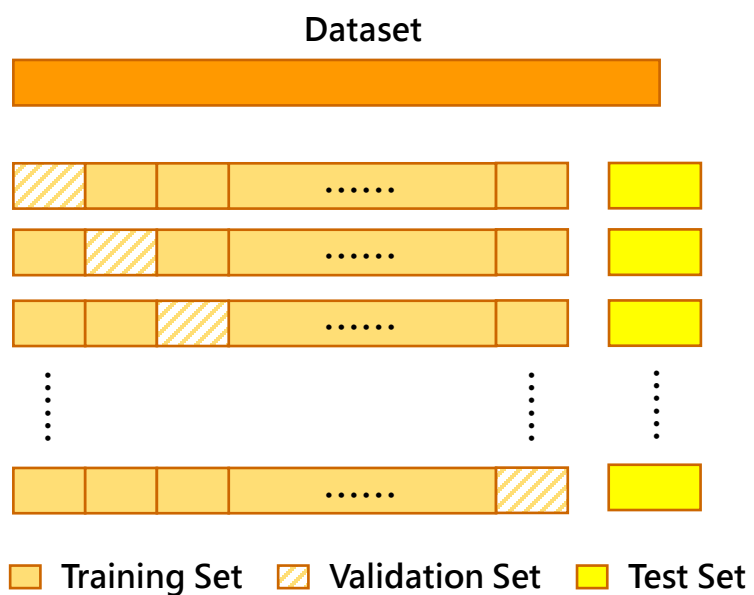 Dataset
......
......
......
......
Training Set Validation Set Test Set